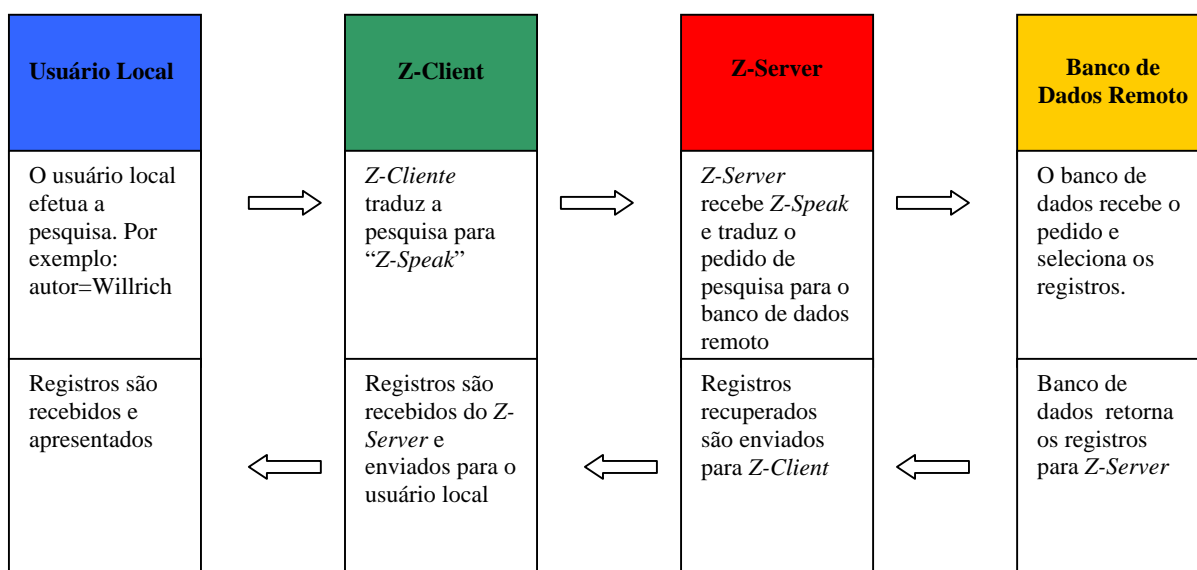 Usuário Local
Z-Client
Z-Server
Banco de
Dados Remoto
O usuário local
efetua a
pesquisa. Por
exemplo:
autor=Willrich
Z-Cliente
traduz a
pesquisa para
“Z-Speak”
Z-Server
recebe Z-Speak
e traduz o
pedido de
pesquisa para o
banco de dados
remoto
O banco de
dados recebe o
pedido e
seleciona os
registros.
Registros são
recebidos e
apresentados
Registros são
recebidos do Z-
Server e
enviados para o
usuário local
Registros
recuperados
são enviados
para Z-Client
Banco de
dados retorna
os registros
para Z-Server